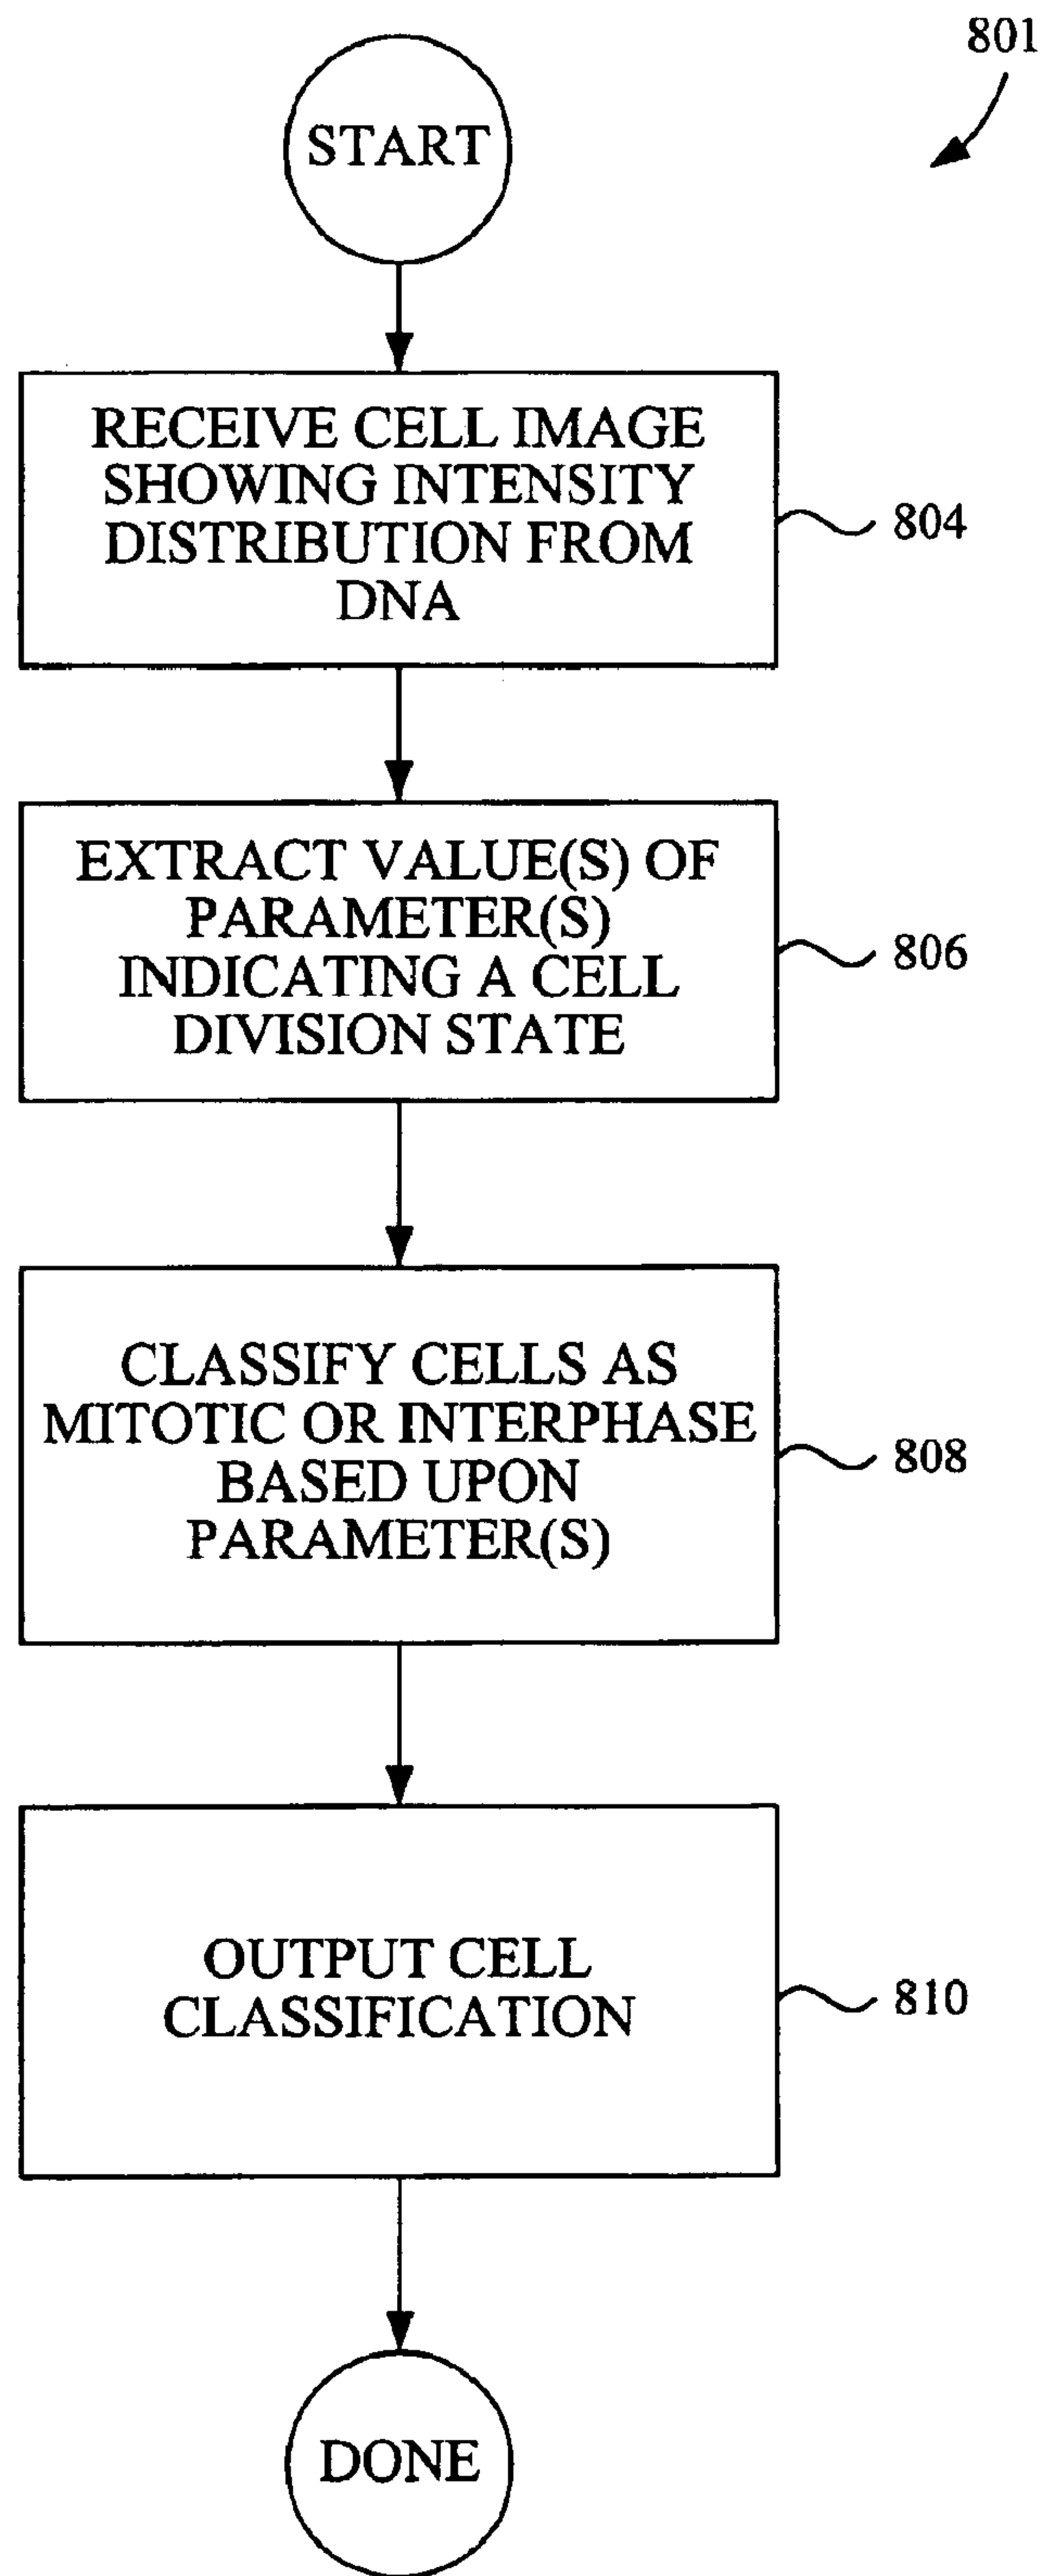 801
START
RECEIVE CELL IMAGE
SHOWING INTENSITY
DISTRIBUTION FROM
DNA
804
EXTRACT VALUE(S) OF
PARAMETER(S)
INDICATING A CELL
DIVISION STATE
806
CLASSIFY CELLS AS
MITOTIC OR INTERPHASE
BASED UPON
PARAMETER(S)
808
OUTPUT CELL
CLASSIFICATION
810
DONE